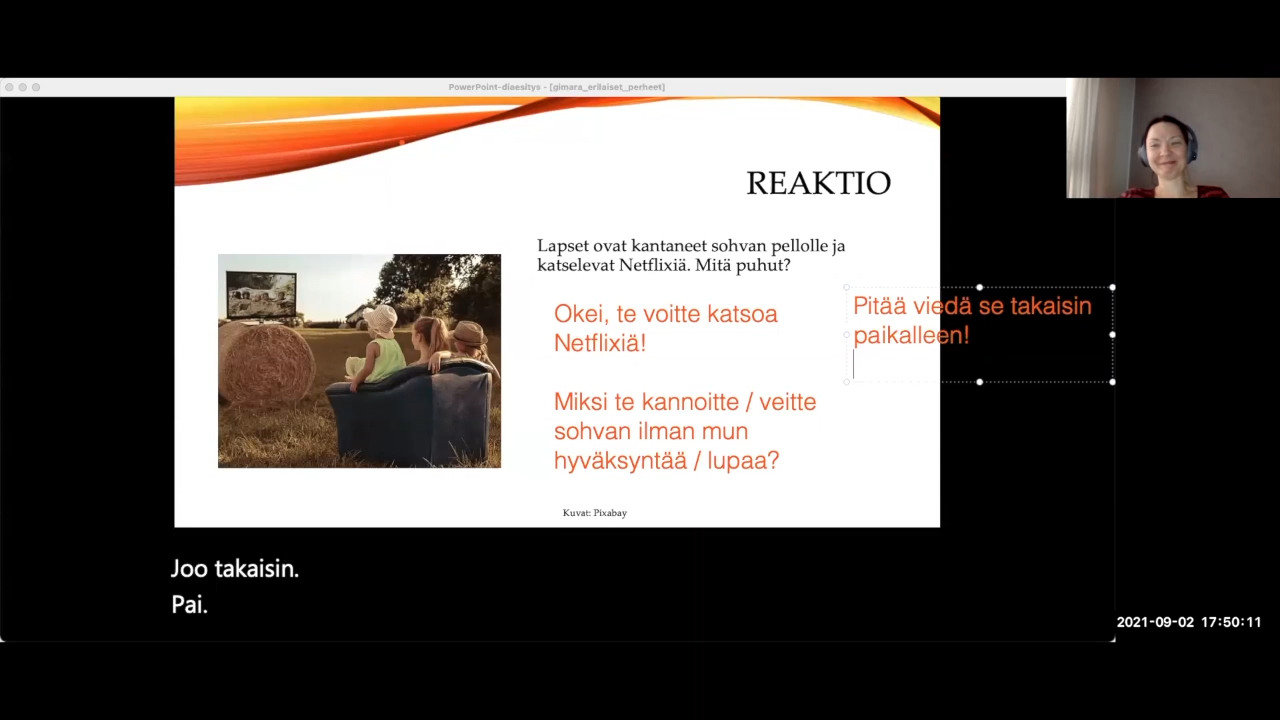 PowerPoint-diaesitys - [gimara_erilaiset_perheet]
REAKTIO
Lapset ovat kantaneet sohvan pellolle ja
katselevat Netflixiä. Mitä puhut?
Okei, te voitte katsoa
Netflixiä!
Miksi te kannoitte / veitte
sohvan ilman mun
hyväksyntää / lupaa?
Pitää viedä se takaisin
paikalleen!
Kuvat: Pixabay
Joo takaisin.
Pai.
2021-09-02 17:50:11